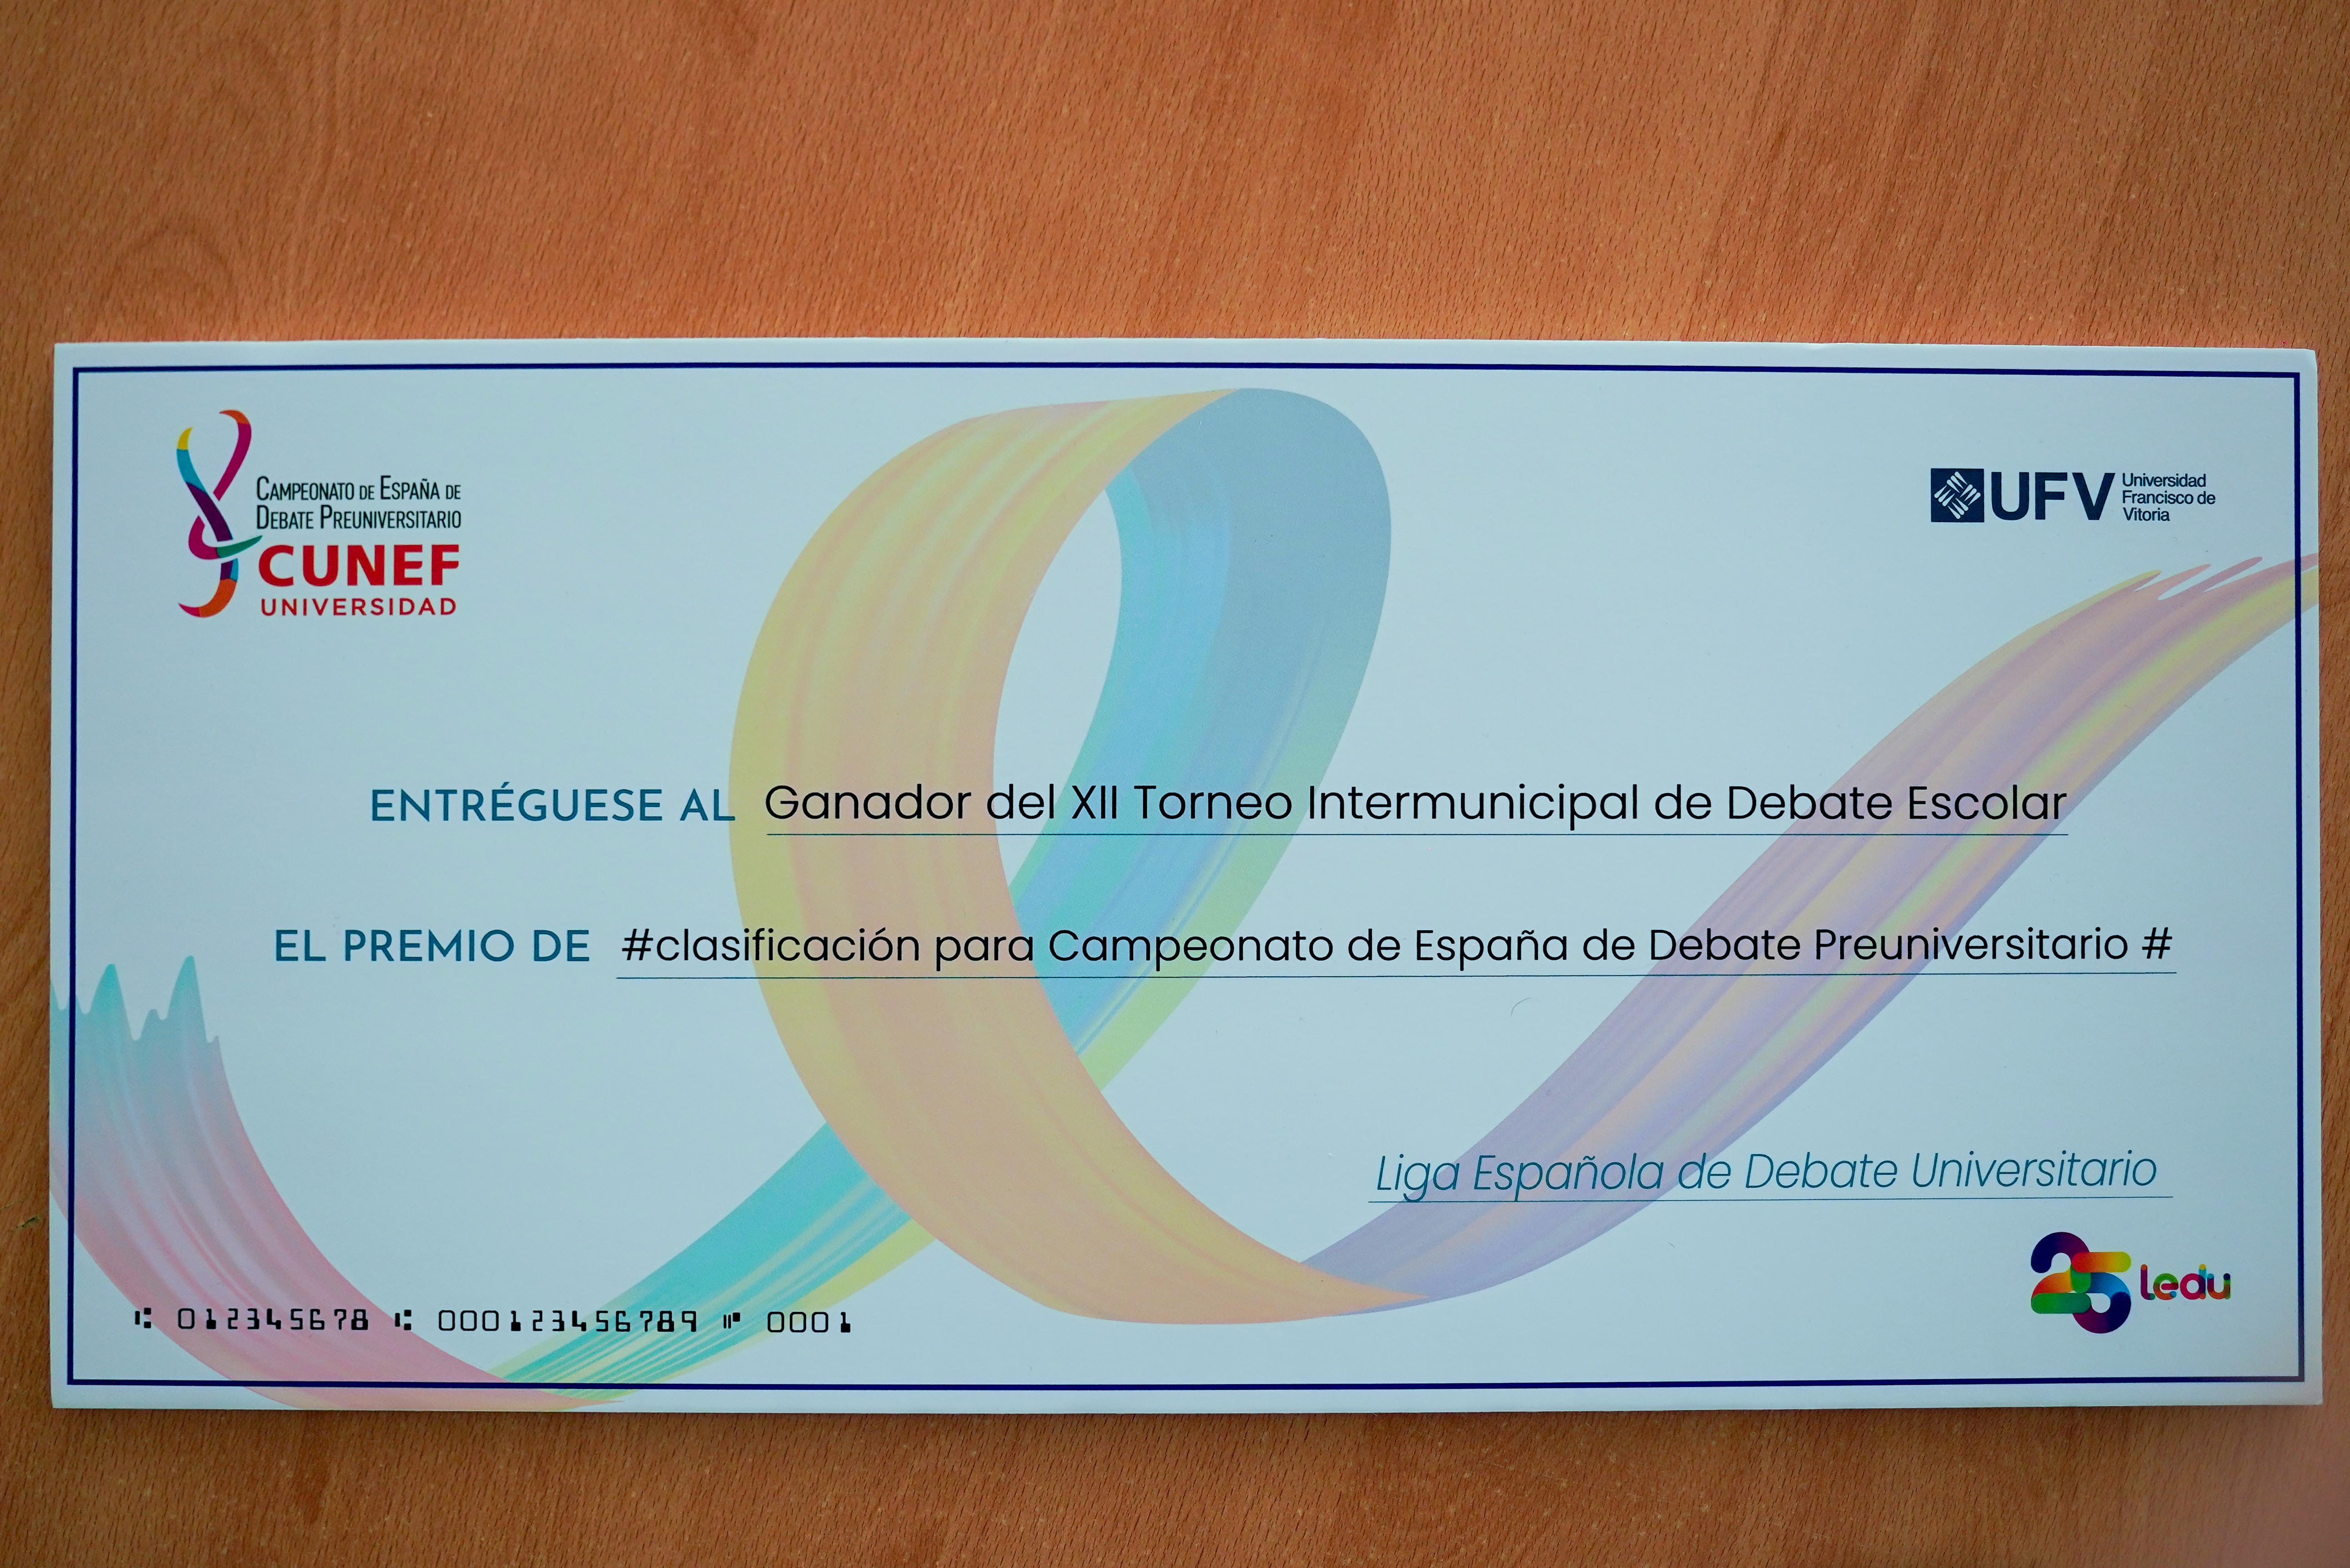 CAMPEONATO DE ESPAÑA DE
DEBATE PREUNIVERSITARIO
CUNEF
UNIVERSIDAD
UFV
Universidad
Francisco de
Vitoria
ENTRÉGUESE AL Ganador del XII Torneo Intermunicipal de Debate Escolar
EL PREMIO DE #clasificación para Campeonato de España de Debate Preuniversitario #
Liga Española de Debate Universitario
25 ledu
⑆ 012345678 ⑆ 000123456789 ⑈ 0001